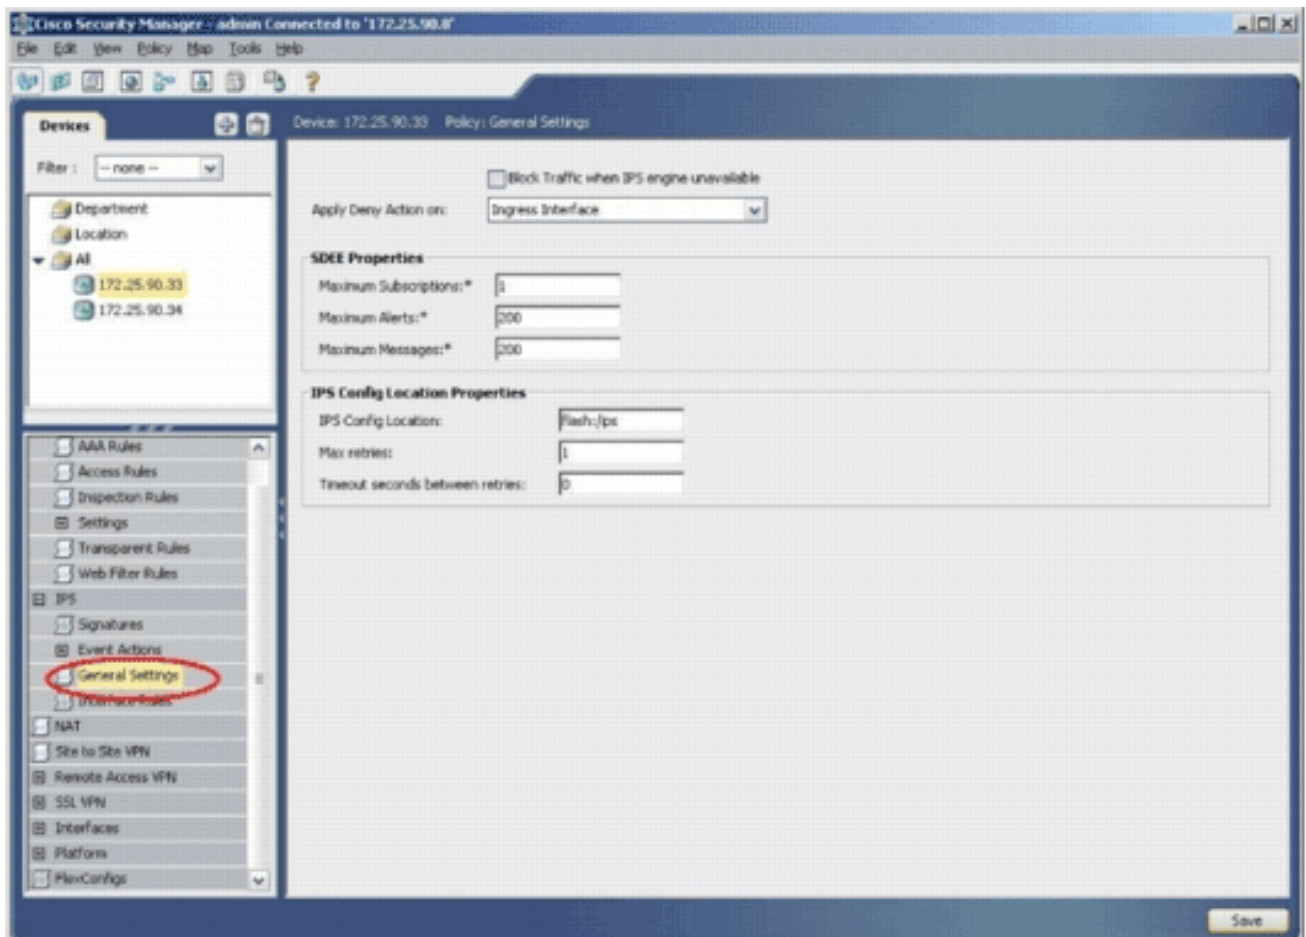 Cisco Security Manager - admin Connected to '172.25.90.8'
File Edit View Policy Map Tools Help
Devices
Device: 172.25.90.33 Policy: General Settings
Filter : -- none --
Department
Location
All
172.25.90.33
172.25.90.34
Block Traffic when IPS engine unavailable
Apply Deny Action on: Ingress Interface
SDEE Properties
Maximum Subscriptions:* 1
Maximum Alerts:* 200
Maximum Messages:* 200
IPS Config Location Properties
IPS Config Location: flash:/ips
Max retries: 1
Timeout seconds between retries: 0
AAA Rules
Access Rules
Inspection Rules
Settings
Transparent Rules
Web Filter Rules
IPS
Signatures
Event Actions
General Settings
Interface Rules
NAT
Site to Site VPN
Remote Access VPN
SSL VPN
Interfaces
Platform
FlexConfigs
Save